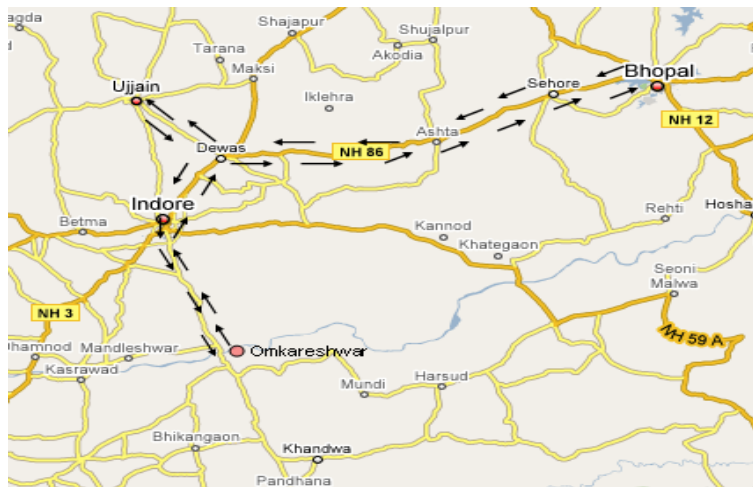 agda
Shajapur
Shujalpur
Tarana
Akodia
Maksi
Ujjain
Iklehra
Sehore
Bhopal
NH 12
Ashta
Dewas
NH 86
Indore
Betma
Kannod
Rehti
Hosha
Khategaon
Seoni
Malwa
NH 3
NH 59 A
Omkareshwar
Dhamnod
Mandleshwar
Kasrawad
Mundi
Harsud
Bhikangaon
Khandwa
Pandhana